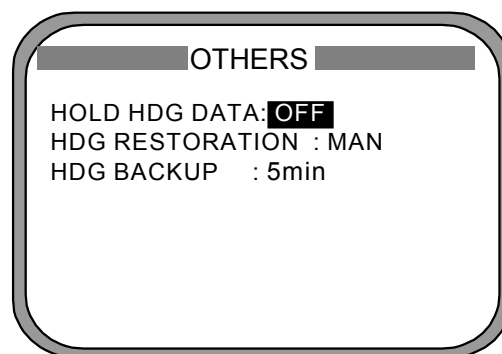 OTHERS
HOLD HDG DATA: OFF
HDG RESTORATION : MAN
HDG BACKUP : 5min